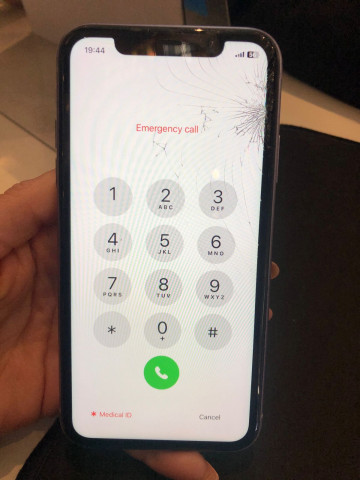 19:44
Emergency call
1 2 3
ABC DEF
4 5 6
GHI JKL MNO
7 8 9
PQRS TUV WXYZ
* 0 #
+
* Medical ID Cancel